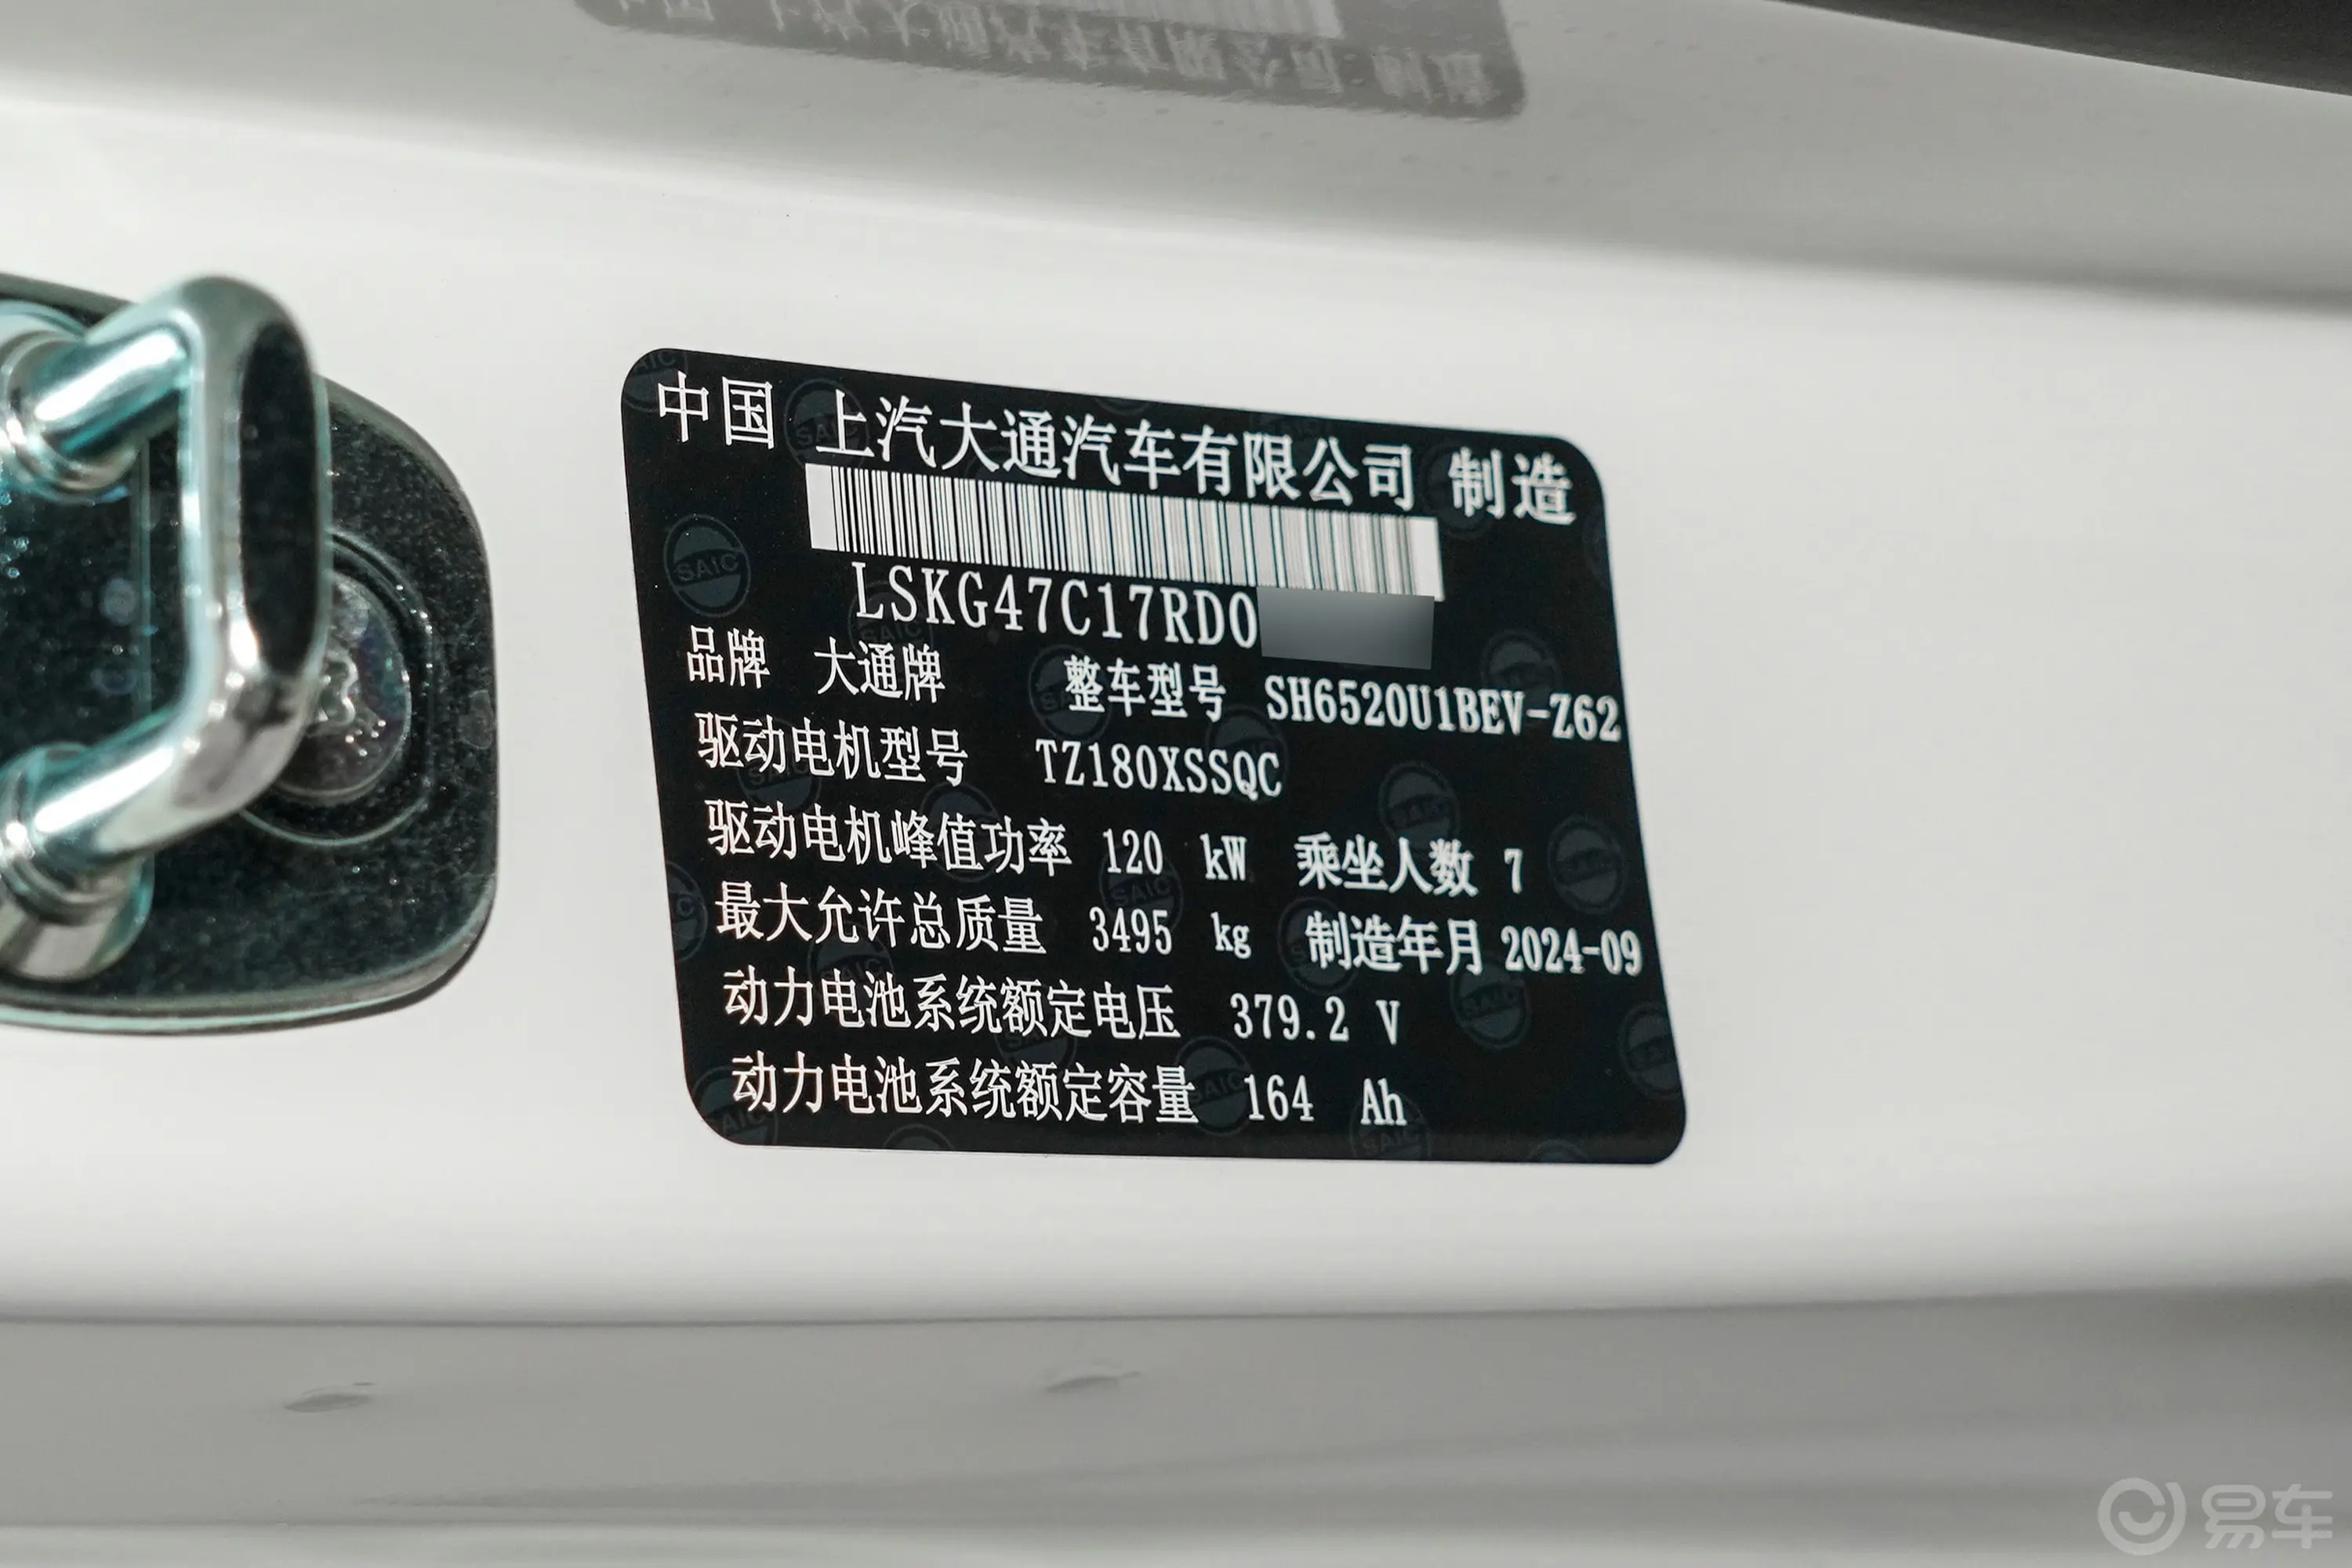 中国 上汽大通汽车有限公司 制造
LSKG47C17RD0
品牌 大通牌 整车型号 SH6520U1BEV-Z62
驱动电机型号 TZ180XSSQC
驱动电机峰值功率 120 kW 乘坐人数 7
最大允许总质量 3495 kg 制造年月 2024-09
动力电池系统额定电压 379.2 V
动力电池系统额定容量 164 Ah
易车